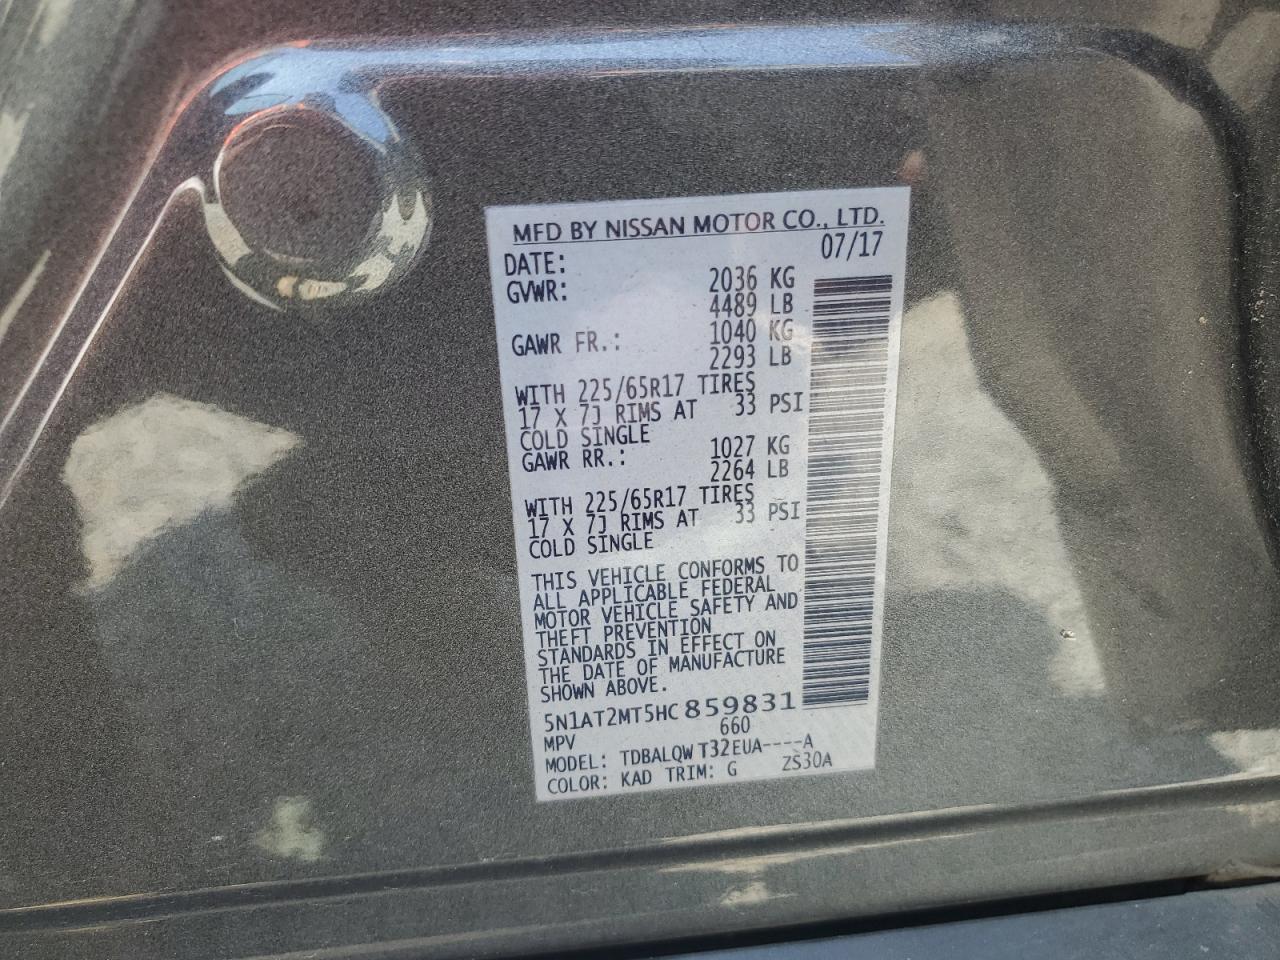 MFD BY NISSAN MOTOR CO., LTD.
DATE: 07/17
GVWR: 2036 KG
4489 LB
GAWR FR.: 1040 KG
2293 LB
WITH 225/65R17 TIRES
17 X 7J RIMS AT 33 PSI
COLD SINGLE
GAWR RR.: 1027 KG
2264 LB
WITH 225/65R17 TIRES
17 X 7J RIMS AT 33 PSI
COLD SINGLE
THIS VEHICLE CONFORMS TO
ALL APPLICABLE FEDERAL
MOTOR VEHICLE SAFETY AND
THEFT PREVENTION
STANDARDS IN EFFECT ON
THE DATE OF MANUFACTURE
SHOWN ABOVE.
5N1AT2MT5HC859831
MPV 660
MODEL: TDBALQW T32EUA----A
COLOR: KAD TRIM: G ZS30A